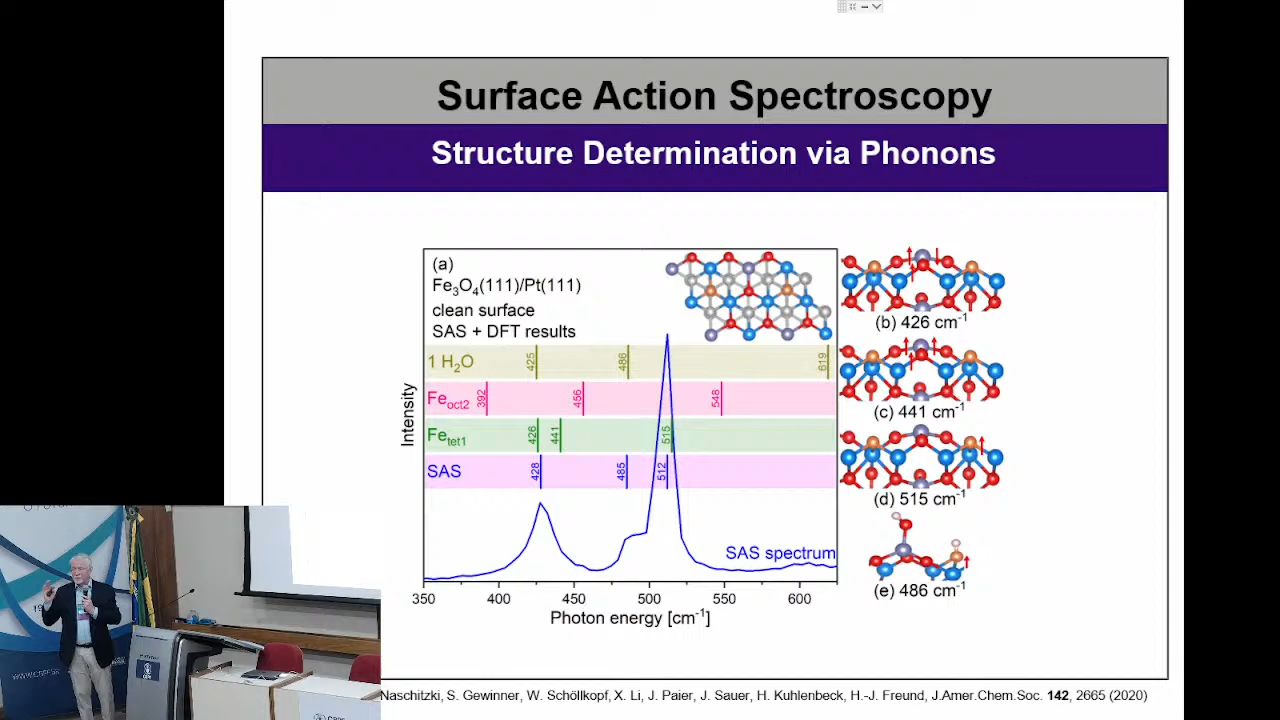 Surface Action Spectroscopy
Structure Determination via Phonons
(a)
Fe₃O₄(111)/Pt(111)
clean surface
SAS + DFT results
1 H₂O 425 486 619
Fe_oct2 392 456 548
Fe_tet1 426 441 515
SAS 428 485 512
SAS spectrum
Intensity
350 400 450 500 550 600
Photon energy [cm⁻¹]
(b) 426 cm⁻¹
(c) 441 cm⁻¹
(d) 515 cm⁻¹
(e) 486 cm⁻¹
Naschitzki, S. Gewinner, W. Schöllkopf, X. Li, J. Paier, J. Sauer, H. Kuhlenbeck, H.-J. Freund, J.Amer.Chem.Soc. 142, 2665 (2020)